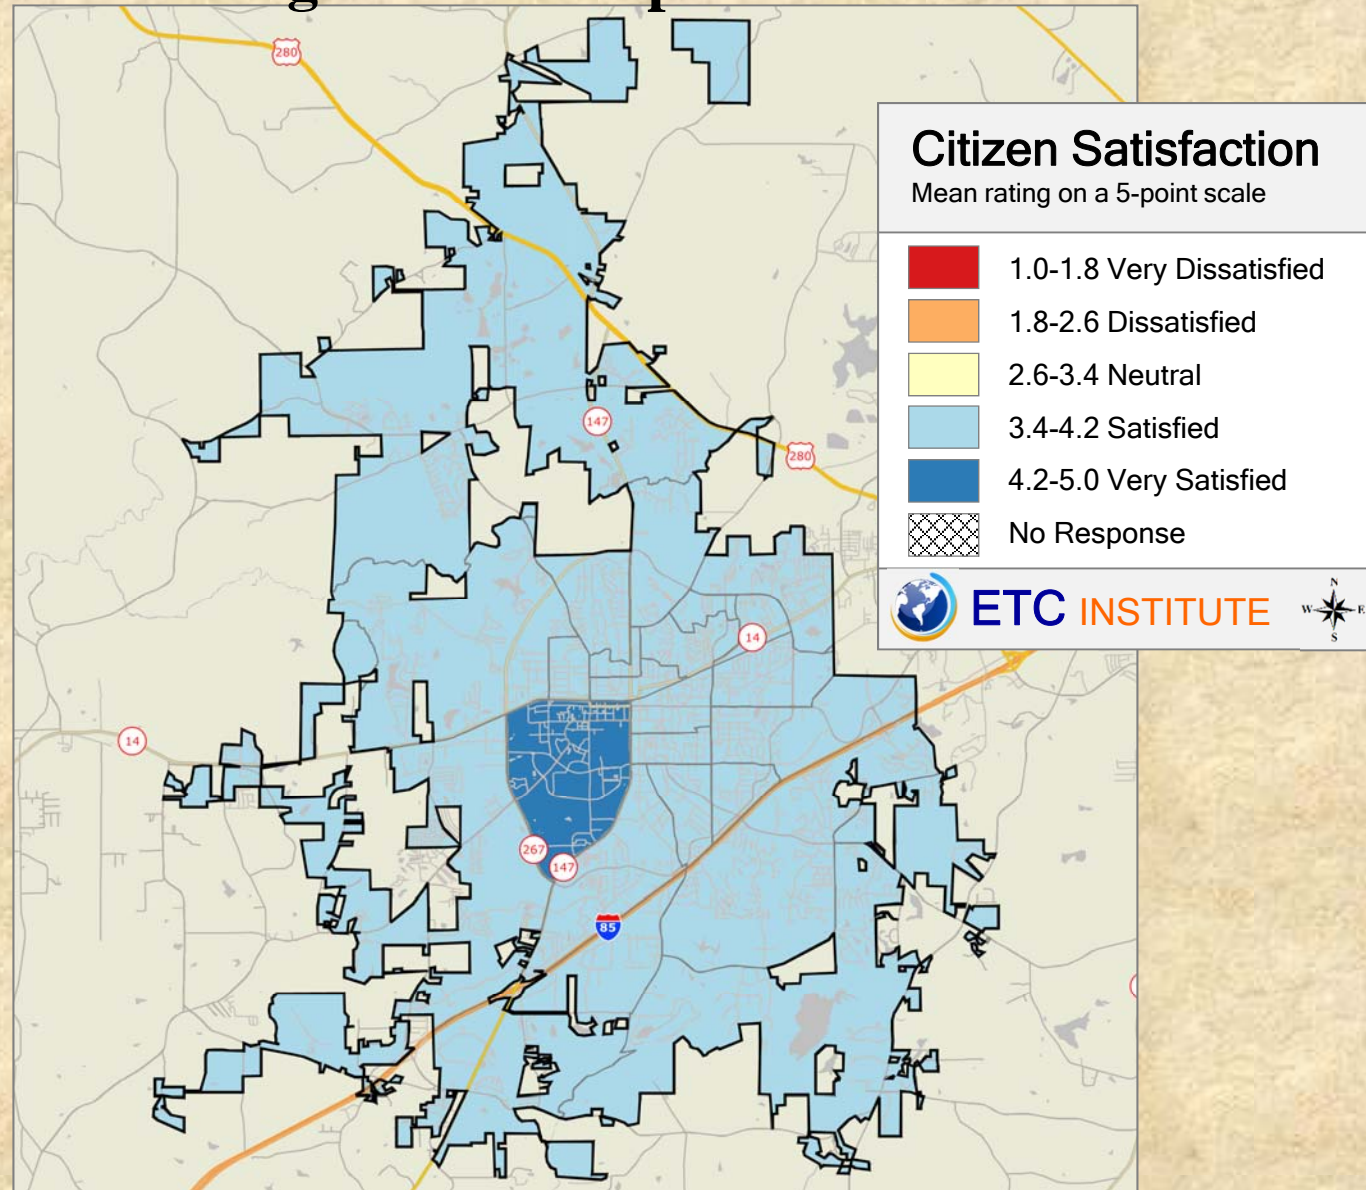 280
Citizen Satisfaction
Mean rating on a 5-point scale
1.0-1.8 Very Dissatisfied
1.8-2.6 Dissatisfied
2.6-3.4 Neutral
3.4-4.2 Satisfied
4.2-5.0 Very Satisfied
No Response
ETC INSTITUTE
N
W E
S
147
280
14
14
267
147
85